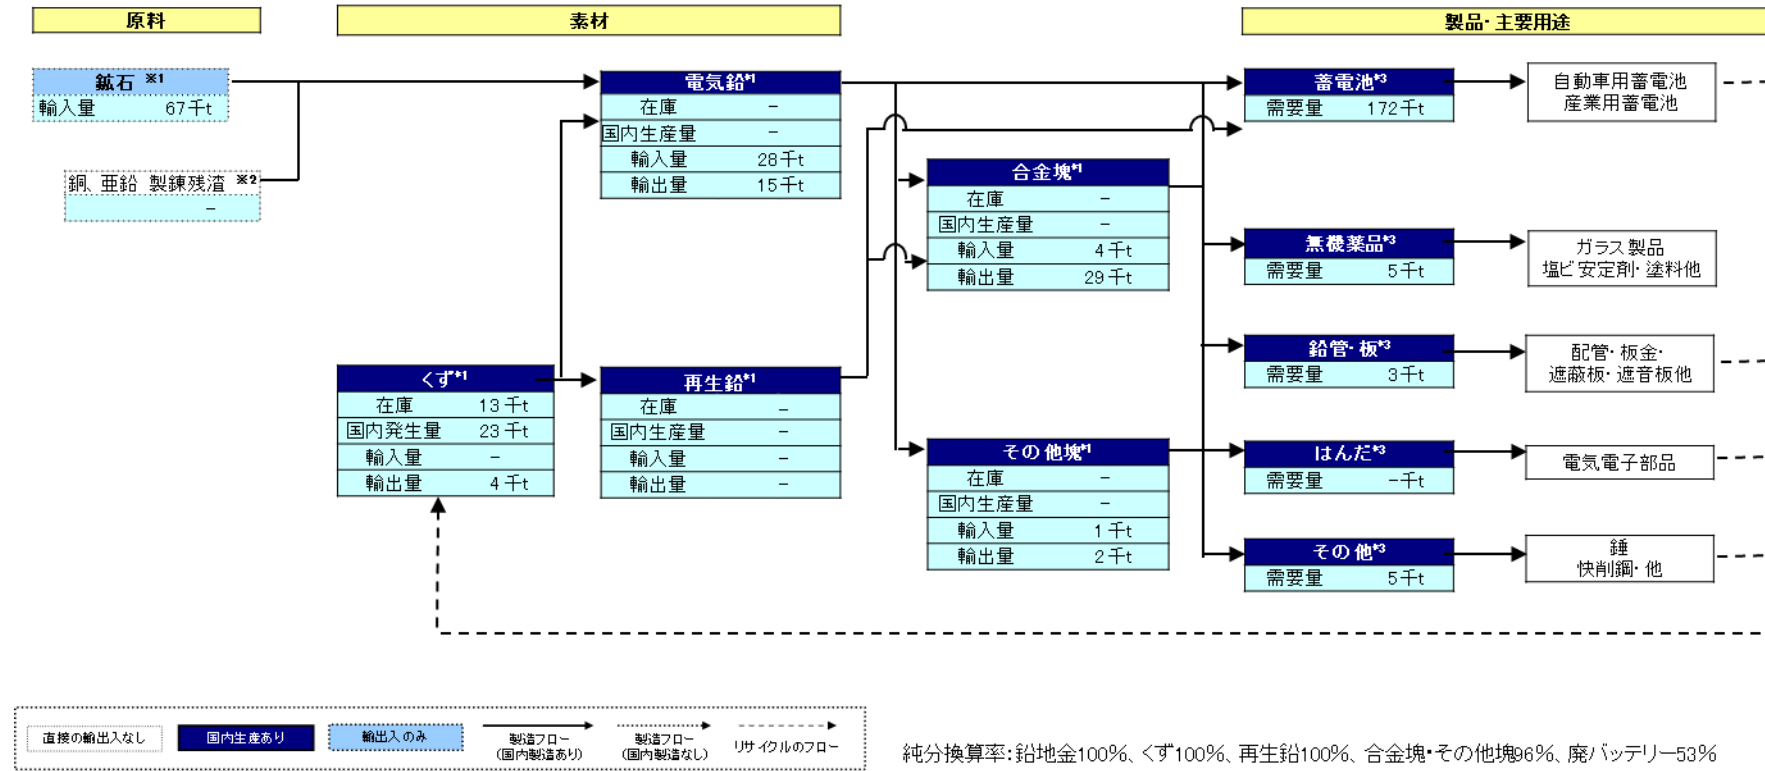 原料
素材
製品・主要用途
鉱石 ※1
輸入量 67千t
銅、亜鉛 製錬残渣 ※2
－
電気鉛*1
在庫 －
国内生産量 －
輸入量 28千t
輸出量 15千t
くず*1
在庫 13千t
国内発生量 23千t
輸入量 －
輸出量 4千t
再生鉛*1
在庫 －
国内生産量 －
輸入量 －
輸出量 －
合金塊*1
在庫 －
国内生産量 －
輸入量 4千t
輸出量 29千t
その他塊*1
在庫 －
国内生産量 －
輸入量 1千t
輸出量 2千t
蓄電池*3
需要量 172千t
自動車用蓄電池
産業用蓄電池
無機薬品*3
需要量 5千t
ガラス製品
塩ビ安定剤・塗料他
鉛管・板*3
需要量 3千t
配管・板金・
遮蔽板・遮音板他
はんだ*3
需要量 －千t
電気電子部品
その他*3
需要量 5千t
錘
快削鋼・他
直接の輸出入なし
国内生産あり
輸出入のみ
製造フロー
(国内製造あり)
製造フロー
(国内製造なし)
リサイクルのフロー
純分換算率：鉛地金100%、くず100%、再生鉛100%、合金塊・その他塊96%、廃バッテリー53%